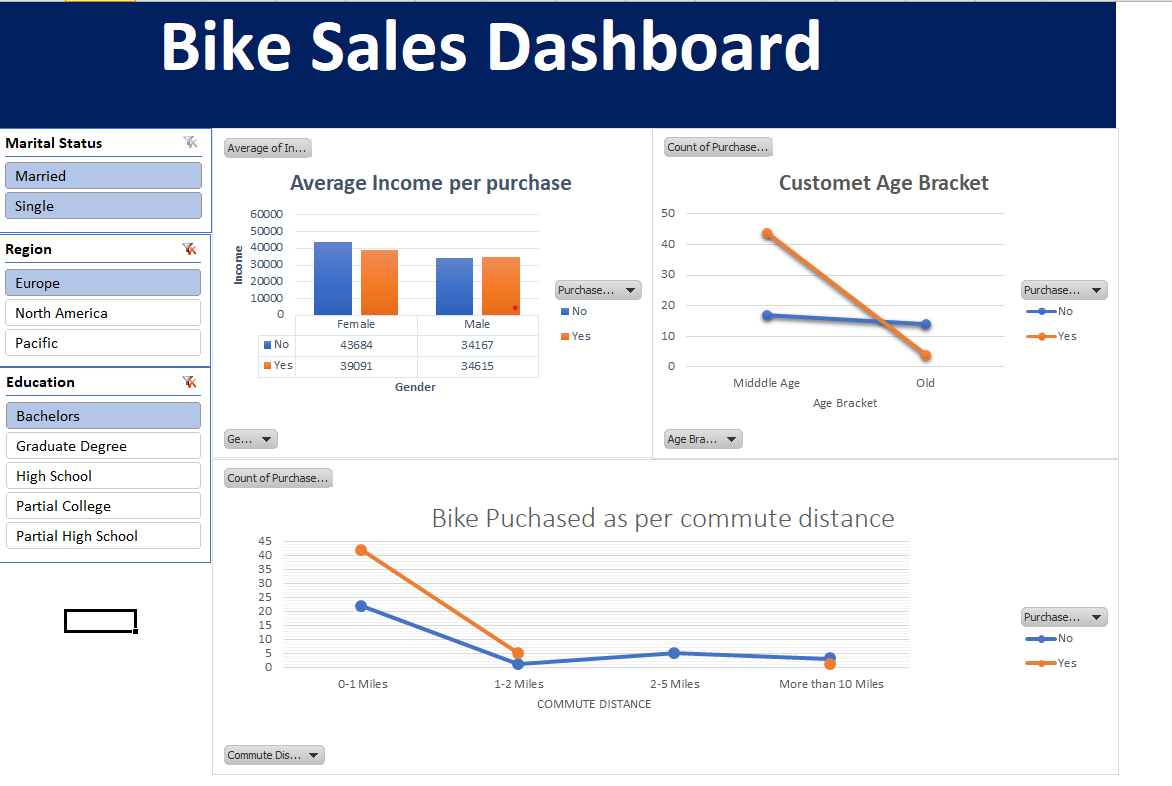 Bike Sales Dashboard
Marital Status
Married
Single
Region
Europe
North America
Pacific
Education
Bachelors
Graduate Degree
High School
Partial College
Partial High School
Average of In...
Average Income per purchase
60000
50000
40000
30000
20000
10000
0
Income
Female Male
No 43684 34167
Yes 39091 34615
Gender
Purchase...
No
Yes
Ge...
Count of Purchase...
Customet Age Bracket
50
40
30
20
10
0
Midddle Age Old
Age Bracket
Purchase...
No
Yes
Age Bra...
Count of Purchase...
Bike Puchased as per commute distance
45
40
35
30
25
20
15
10
5
0
0-1 Miles 1-2 Miles 2-5 Miles More than 10 Miles
COMMUTE DISTANCE
Purchase...
No
Yes
Commute Dis...